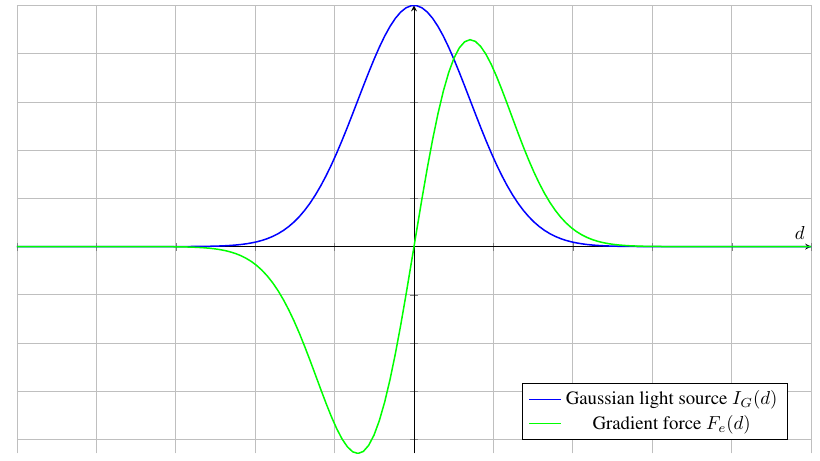 d
Gaussian light source I_G(d)
Gradient force F_e(d)